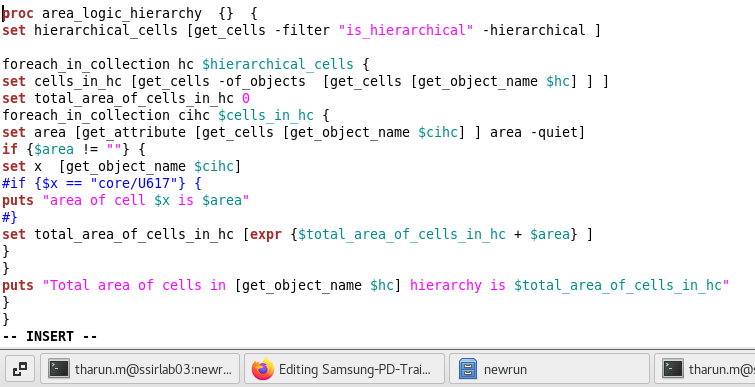 proc area_logic_hierarchy  {}  {
set hierarchical_cells [get_cells -filter "is_hierarchical" -hierarchical ]

foreach_in_collection hc $hierarchical_cells {
set cells_in_hc [get_cells -of_objects  [get_cells [get_object_name $hc] ] ]
set total_area_of_cells_in_hc 0
foreach_in_collection cihc $cells_in_hc {
set area [get_attribute [get_cells [get_object_name $cihc] ] area -quiet]
if {$area != ""} {
set x  [get_object_name $cihc]
#if {$x == "core/U617"} {
puts "area of cell $x is $area"
#}
set total_area_of_cells_in_hc [expr {$total_area_of_cells_in_hc + $area} ]
}
}
puts "Total area of cells in [get_object_name $hc] hierarchy is $total_area_of_cells_in_hc"
}
}
-- INSERT --
tharun.m@ssirlab03:newr... Editing Samsung-PD-Trai... newrun tharun.m@